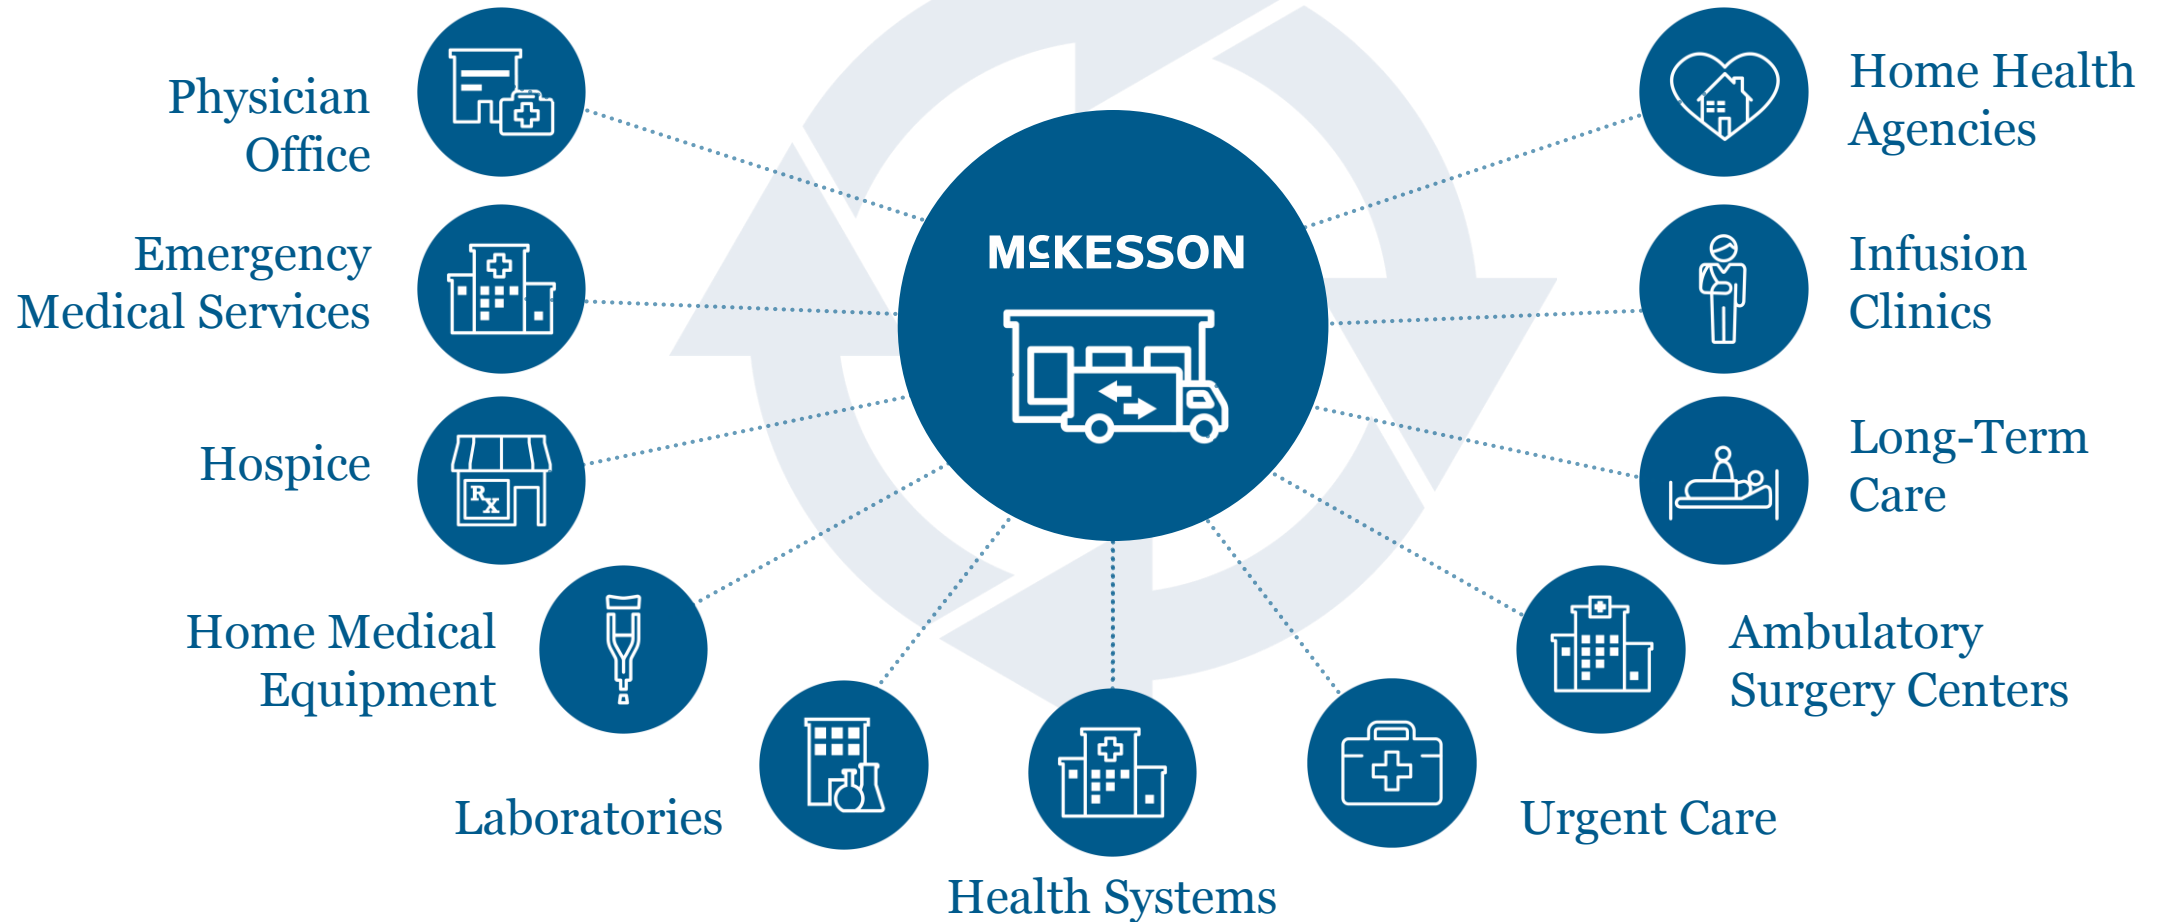 Physician
Office
Emergency
Medical Services
Hospice
Rx
Home Medical
Equipment
Laboratories
Health Systems
Urgent Care
Ambulatory
Surgery Centers
Long-Term
Care
Infusion
Clinics
Home Health
Agencies
McKESSON